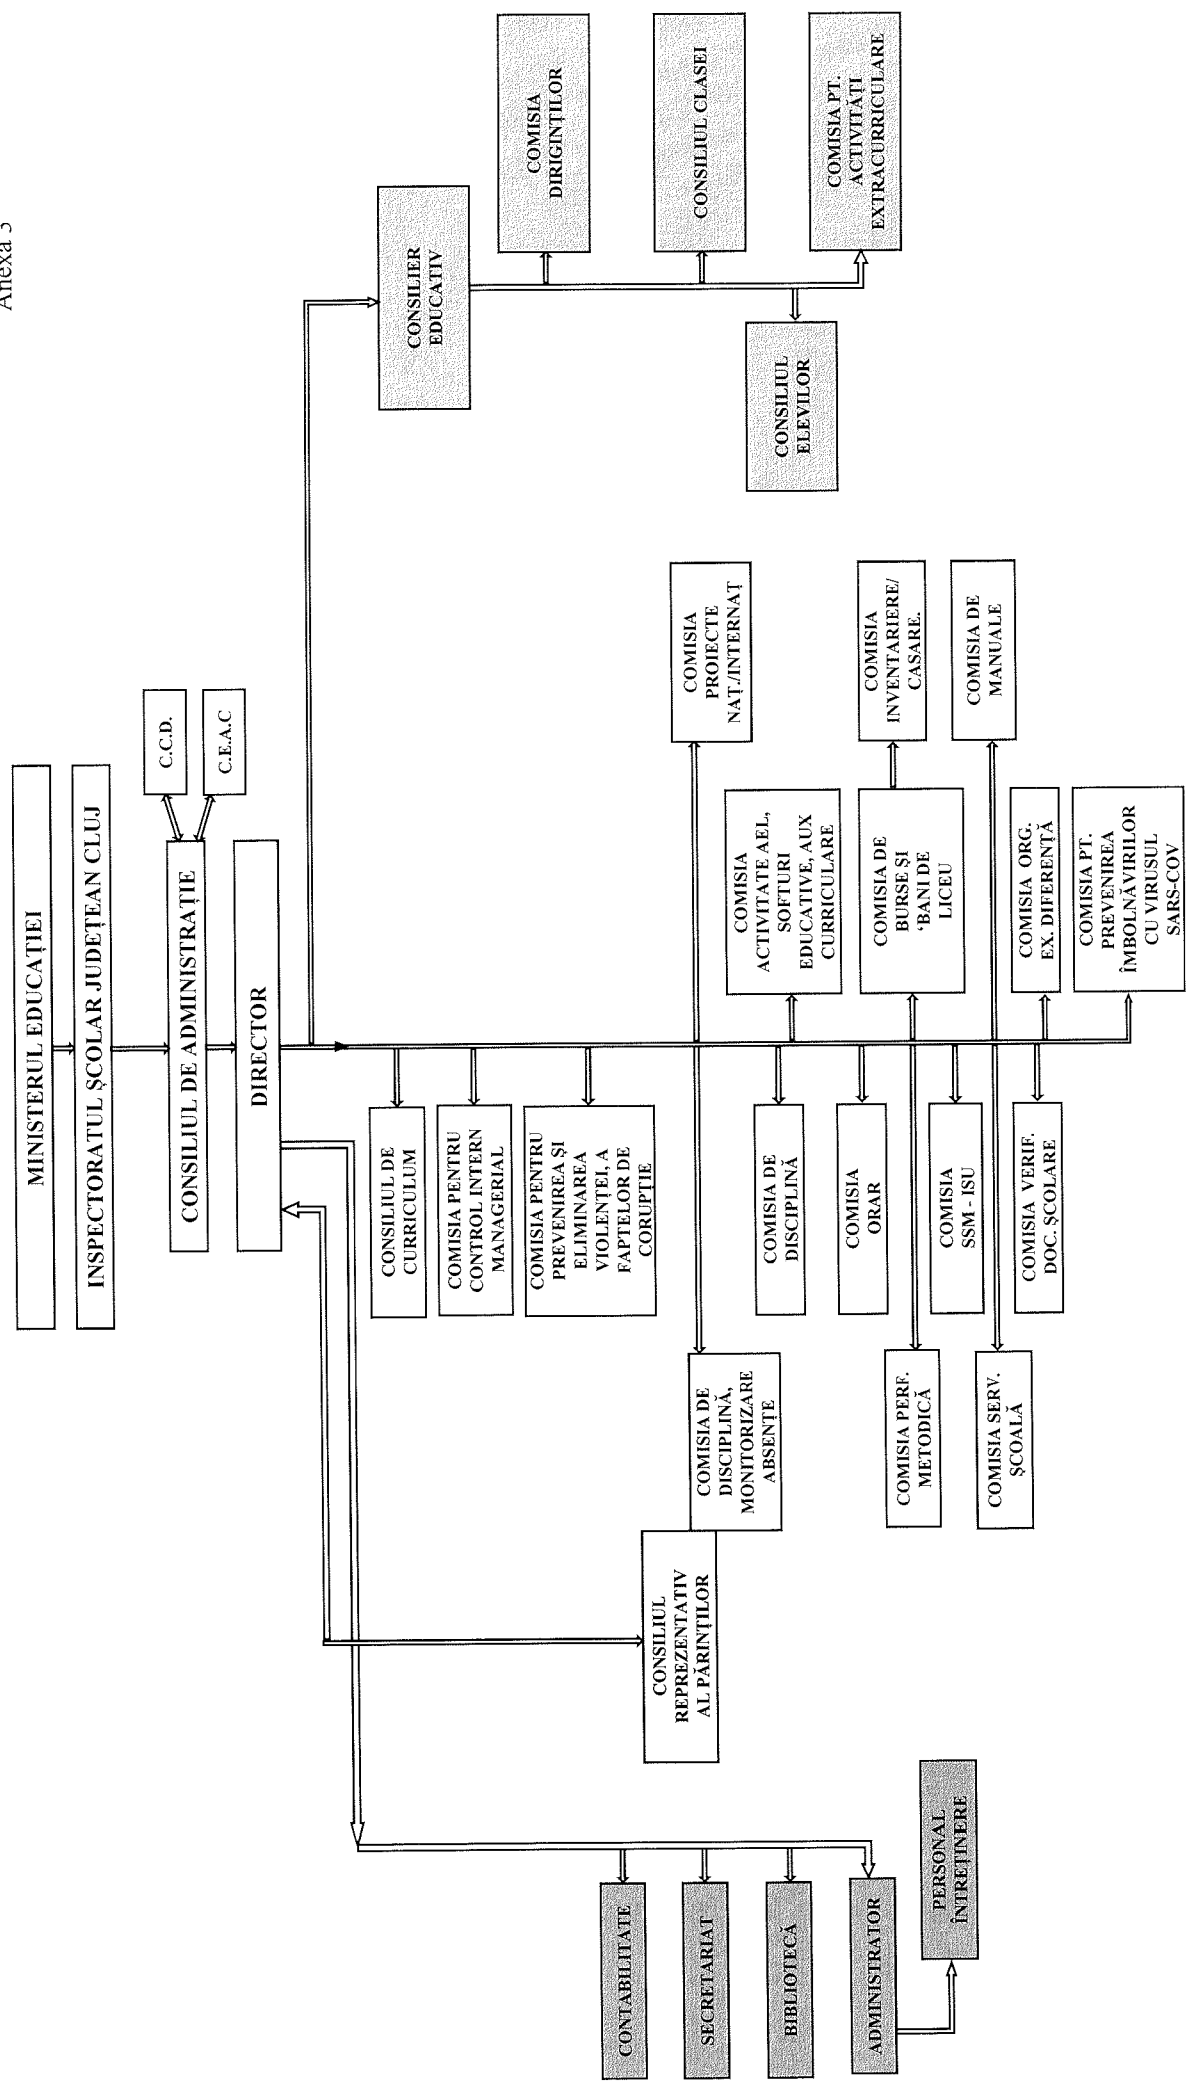 Anexa 3
MINISTERUL EDUCAȚIEI
INSPECTORATUL ȘCOLAR JUDEȚEAN CLUJ
C.C.D.
CONSILIUL DE ADMINISTRAȚIE
C.E.A.C
DIRECTOR
CONSILIER
EDUCATIV
COMISIA
DIRIGINȚILOR
CONSILIUL CLASEI
CONSILIUL
ELEVILOR
COMISIA PT.
ACTIVITĂȚI
EXTRACURRICULARE
CONSILIUL DE
CURRICULUM
COMISIA PENTRU
CONTROL INTERN
MANAGERIAL
COMISIA PENTRU
PREVENIREA ȘI
ELIMINAREA
VIOLENȚEI, A
FAPTELOR DE
CORUPȚIE
CONSILIUL
REPREZENTATIV
AL PĂRINȚILOR
COMISIA DE
DISCIPLINĂ,
MONITORIZARE
ABSENȚE
COMISIA
PROIECTE
NAȚ./INTERNAȚ
COMISIA DE
DISCIPLINĂ
COMISIA
ACTIVITATE AEL,
SOFTURI
EDUCATIVE, AUX
CURRICULARE
COMISIA
ORAR
COMISIA DE
BURSE ȘI
'BANI DE
LICEU
COMISIA
INVENTARIERE/
CASARE.
COMISIA PERF.
METODICĂ
COMISIA
SSM - ISU
COMISIA DE
MANUALE
COMISIA SERV.
ȘCOALĂ
COMISIA VERIF.
DOC. ȘCOLARE
COMISIA ORG.
EX. DIFERENȚĂ
COMISIA PT.
PREVENIREA
ÎMBOLNĂVIRILOR
CU VIRUSUL
SARS-COV
CONTABILITATE
SECRETARIAT
BIBLIOTECĂ
ADMINISTRATOR
PERSONAL
ÎNTREȚINERE